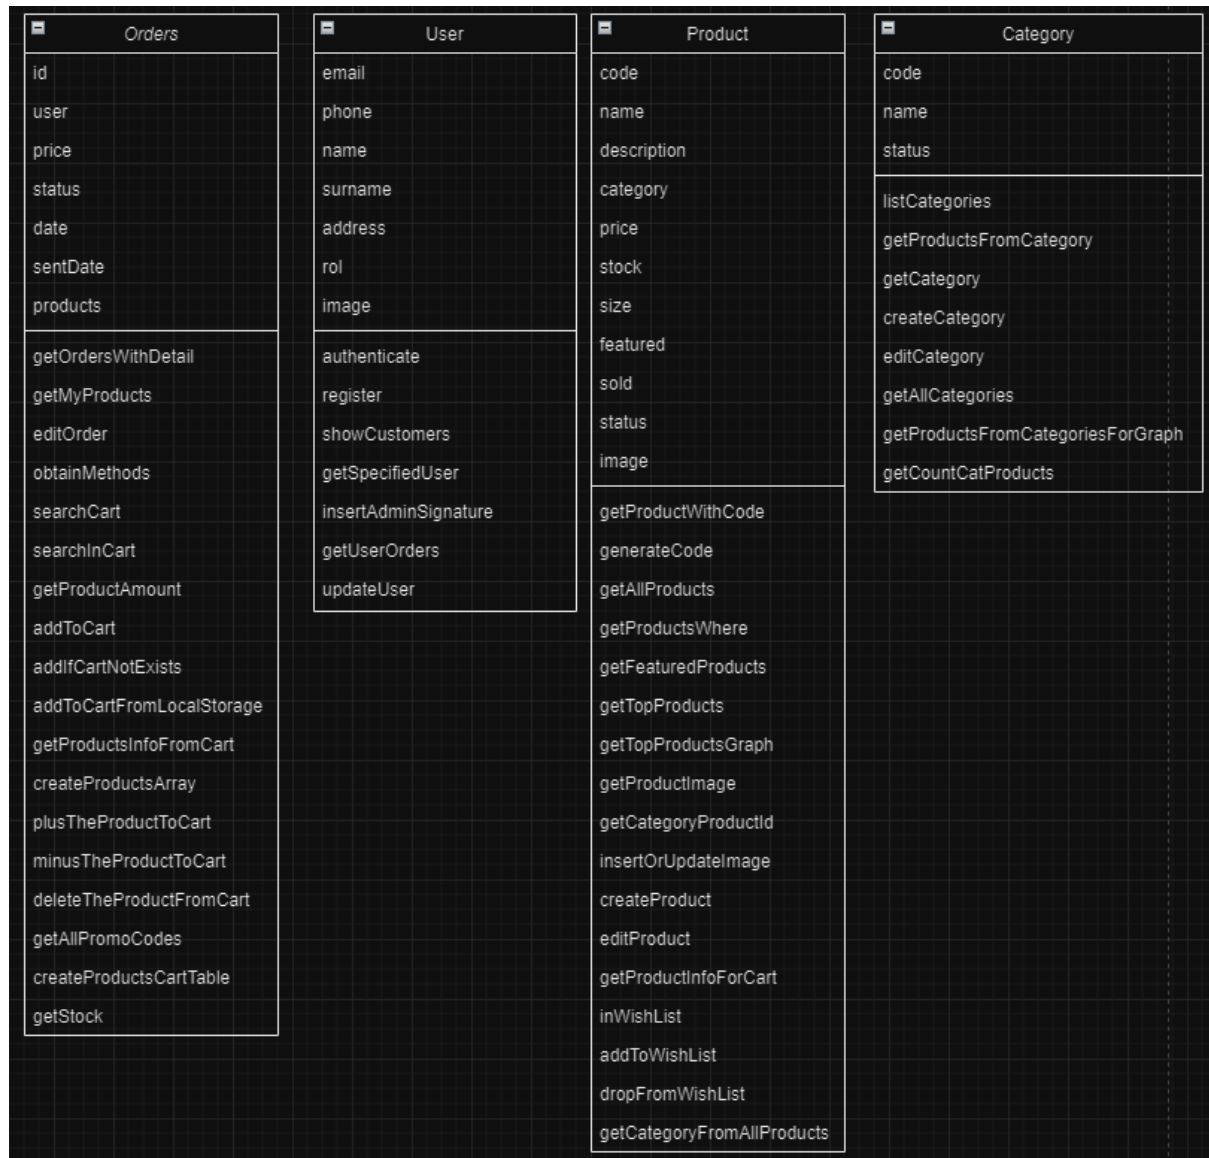 Orders
id
user
price
status
date
sentDate
products
getOrdersWithDetail
getMyProducts
editOrder
obtainMethods
searchCart
searchInCart
getProductAmount
addToCart
addIfCartNotExists
addToCartFromLocalStorage
getProductsInfoFromCart
createProductsArray
plusTheProductToCart
minusTheProductToCart
deleteTheProductFromCart
getAllPromoCodes
createProductsCartTable
getStock
User
email
phone
name
surname
address
rol
image
authenticate
register
showCustomers
getSpecifiedUser
insertAdminSignature
getUserOrders
updateUser
Product
code
name
description
category
price
stock
size
featured
sold
status
image
getProductWithCode
generateCode
getAllProducts
getProductsWhere
getFeaturedProducts
getTopProducts
getTopProductsGraph
getProductImage
getCategoryProductId
insertOrUpdateImage
createProduct
editProduct
getProductInfoForCart
inWishList
addToWishList
dropFromWishList
getCategoryFromAllProducts
Category
code
name
status
listCategories
getProductsFromCategory
getCategory
createCategory
editCategory
getAllCategories
getProductsFromCategoriesForGraph
getCountCatProducts